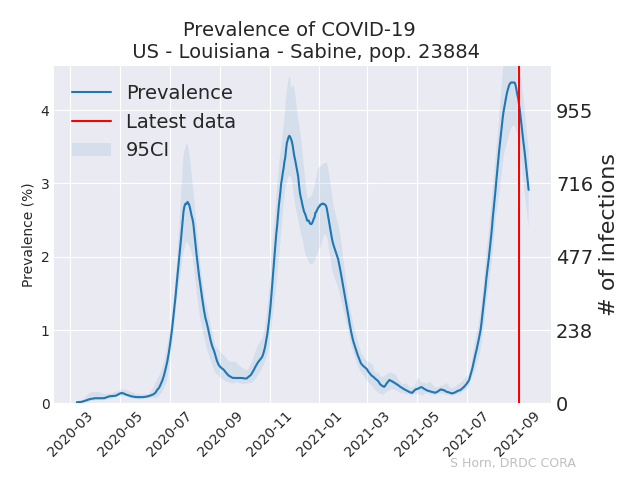 Prevalence of COVID-19
US - Louisiana - Sabine, pop. 23884
Prevalence
Latest data
95CI
Prevalence (%)
4
3
2
1
0
955
716
477
238
0
# of infections
2020-03
2020-05
2020-07
2020-09
2020-11
2021-01
2021-03
2021-05
2021-07
2021-09
S Horn, DRDC CORA